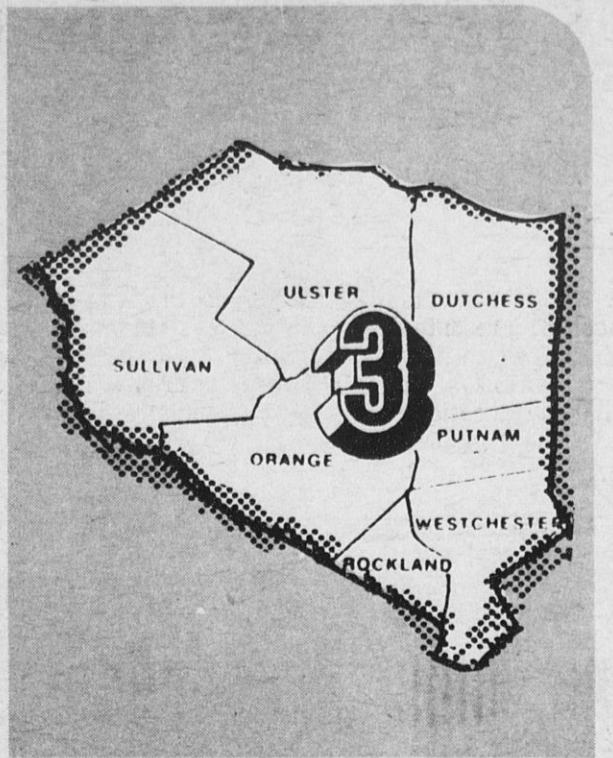 ULSTER
DUTCHESS
SULLIVAN
3
PUTNAM
ORANGE
WESTCHESTER
ROCKLAND